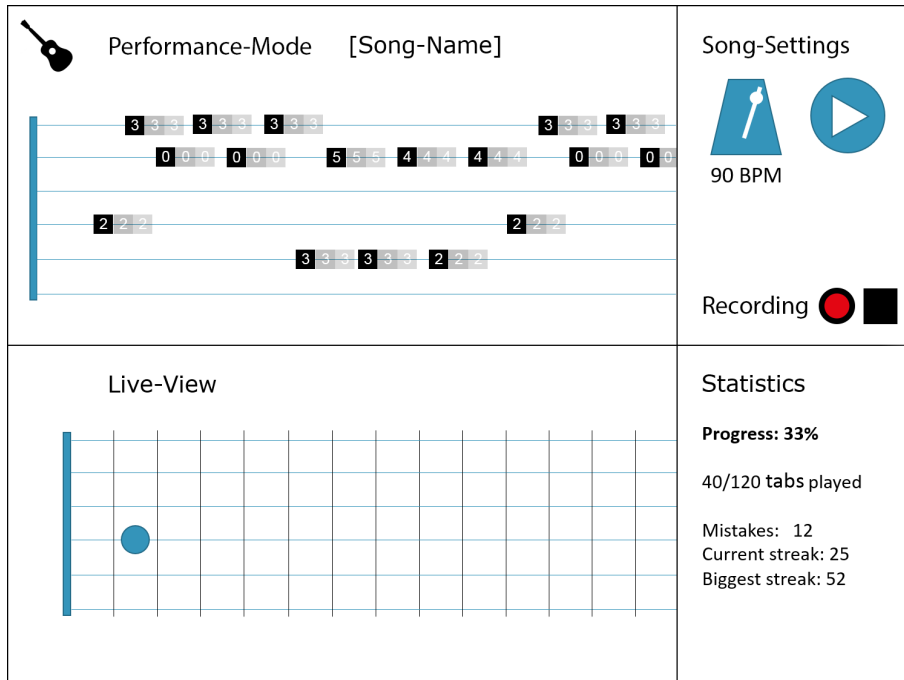 Performance-Mode [Song-Name]
3 3 3 3 3 3 3 3 3 3 3 3 3 3 3
0 0 0 0 0 0 5 5 5 4 4 4 4 4 4 0 0 0 0 0
2 2 2 2 2 2
3 3 3 3 3 3 2 2 2
Song-Settings
90 BPM
Recording
Live-View
Statistics
Progress: 33%
40/120 tabs played
Mistakes: 12
Current streak: 25
Biggest streak: 52